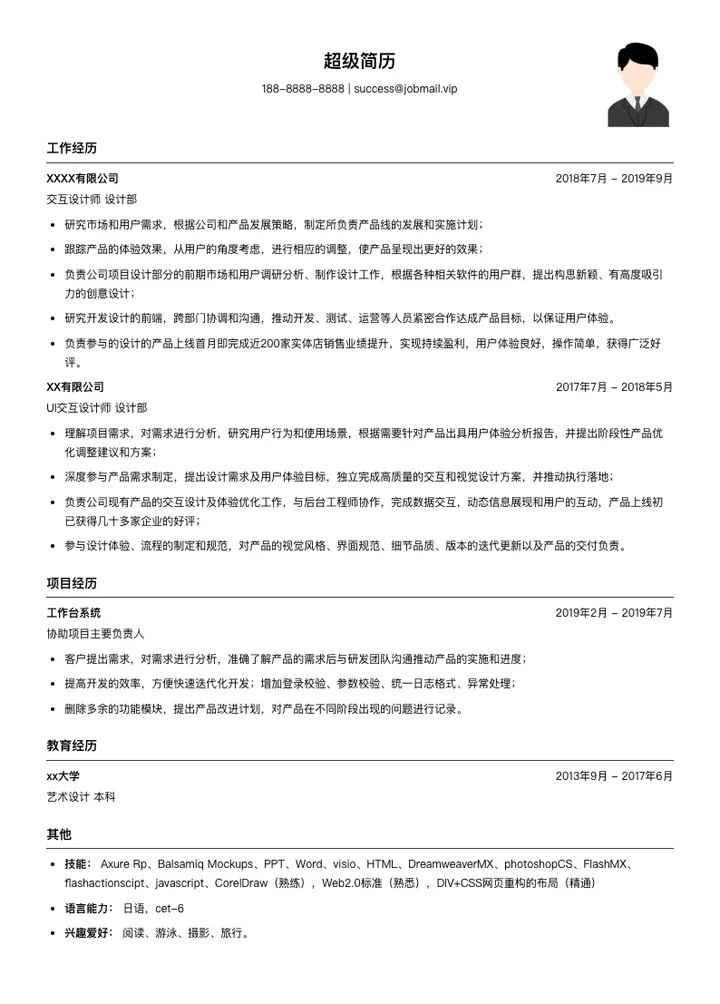 超级简历
188-8888-8888 | success@jobmail.vip
工作经历
XXXX有限公司 2018年7月 – 2019年9月
交互设计师 设计部
• 研究市场和用户需求，根据公司和产品发展策略，制定所负责产品线的发展和实施计划；
• 跟踪产品的体验效果，从用户的角度考虑，进行相应的调整，使产品呈现出更好的效果；
• 负责公司项目设计部分的前期市场和用户调研分析、制作设计工作，根据各种相关软件的用户群，提出构思新颖、有高度吸引
力的创意设计；
• 研究开发设计的前端，跨部门协调和沟通，推动开发、测试、运营等人员紧密合作达成产品目标，以保证用户体验。
• 负责参与的设计的产品上线首月即完成近200家实体店销售业绩提升，实现持续盈利，用户体验良好，操作简单，获得广泛好
评。
XX有限公司 2017年7月 – 2018年5月
UI交互设计师 设计部
• 理解项目需求，对需求进行分析，研究用户行为和使用场景，根据需要针对产品出具用户体验分析报告，并提出阶段性产品优
化调整建议和方案；
• 深度参与产品需求制定，提出设计需求及用户体验目标，独立完成高质量的交互和视觉设计方案，并推动执行落地；
• 负责公司现有产品的交互设计及体验优化工作，与后台工程师协作，完成数据交互，动态信息展现和用户的互动，产品上线初
已获得几十多家企业的好评；
• 参与设计体验、流程的制定和规范，对产品的视觉风格、界面规范、细节品质、版本的迭代更新以及产品的交付负责。
项目经历
工作台系统 2019年2月 – 2019年7月
协助项目主要负责人
• 客户提出需求，对需求进行分析，准确了解产品的需求后与研发团队沟通推动产品的实施和进度；
• 提高开发的效率，方便快速迭代化开发；增加登录校验、参数校验、统一日志格式、异常处理；
• 删除多余的功能模块，提出产品改进计划，对产品在不同阶段出现的问题进行记录。
教育经历
xx大学 2013年9月 – 2017年6月
艺术设计 本科
其他
• 技能： Axure Rp、Balsamiq Mockups、PPT、Word、visio、HTML、DreamweaverMX、photoshopCS、FlashMX、
flashactionscipt、javascript、CorelDraw（熟练），Web2.0标准（熟悉），DIV+CSS网页重构的布局（精通）
• 语言能力： 日语，cet-6
• 兴趣爱好： 阅读、游泳、摄影、旅行。